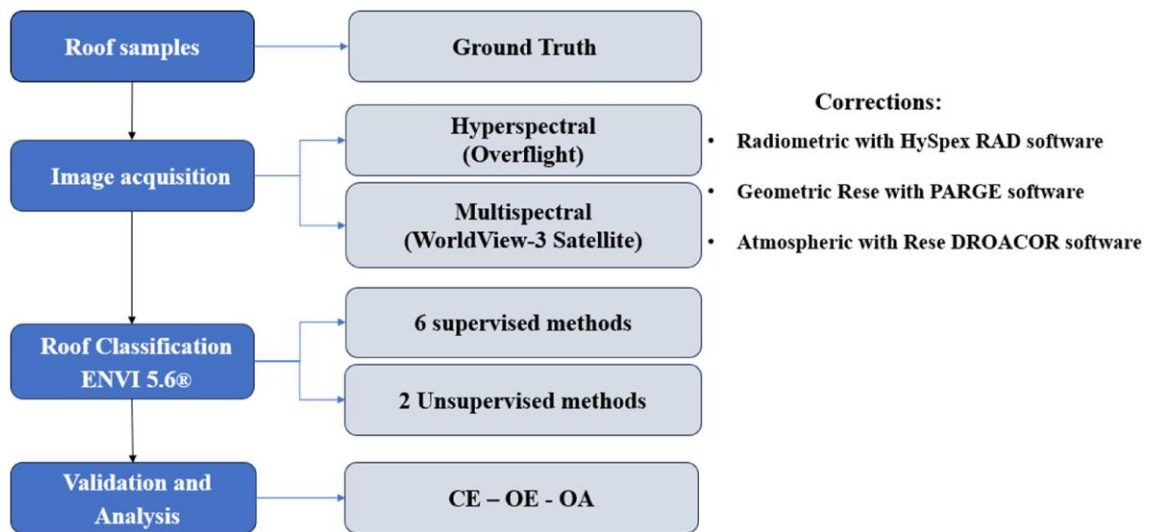 Roof samples
Ground Truth
Image acquisition
Hyperspectral
(Overflight)
Multispectral
(WorldView-3 Satellite)
Corrections:
• Radiometric with HySpex RAD software
• Geometric Rese with PARGE software
• Atmospheric with Rese DROACOR software
Roof Classification
ENVI 5.6®
6 supervised methods
2 Unsupervised methods
Validation and
Analysis
CE – OE - OA